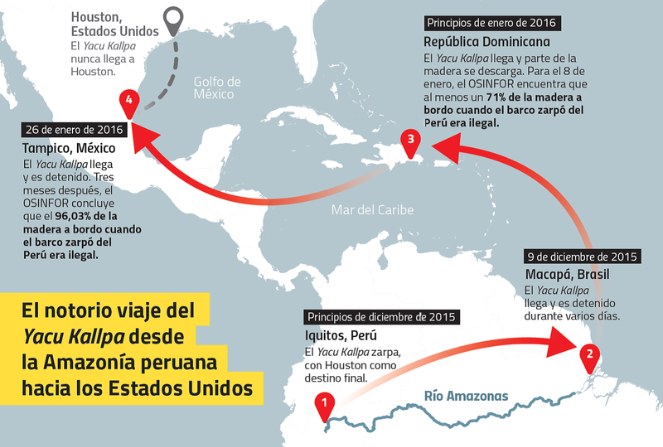 Houston,
Estados Unidos
El Yacu Kallpa
nunca llega a
Houston.
Golfo de
México
Principios de enero de 2016
República Dominicana
El Yacu Kallpa llega y parte de la
madera se descarga. Para el 8 de
enero, el OSINFOR encuentra que
al menos un 71% de la madera a
bordo cuando el barco zarpó del
Perú era ilegal.
4
26 de enero de 2016
Tampico, México
El Yacu Kallpa llega
y es detenido. Tres
meses después, el
OSINFOR concluye
que el 96,03% de la
madera a bordo cuando
el barco zarpó del
Perú era ilegal.
3
Mar del Caribe
9 de diciembre de 2015
Macapá, Brasil
El Yacu Kallpa
llega y es detenido
durante varios días.
El notorio viaje del
Yacu Kallpa desde
la Amazonía peruana
hacia los Estados Unidos
Principios de diciembre de 2015
Iquitos, Perú
El Yacu Kallpa zarpa,
con Houston como
destino final.
2
1
Río Amazonas